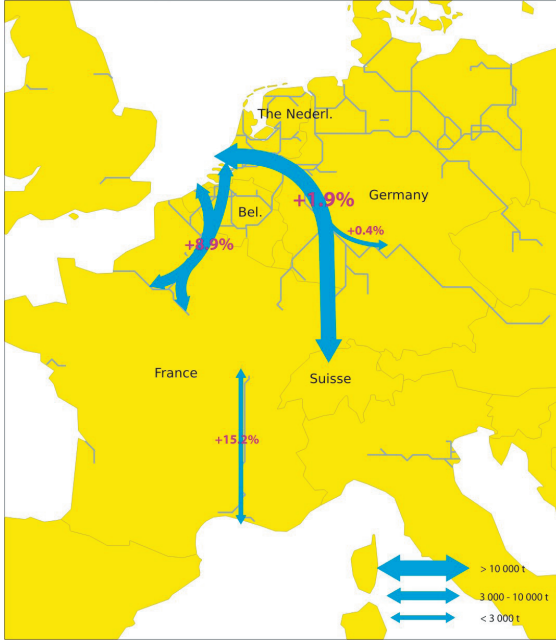 The Nederl.
Germany
+1.9%
Bel.
+0.4%
+8.9%
France
Suisse
+15.2%
> 10 000 t
3 000 - 10 000 t
< 3 000 t